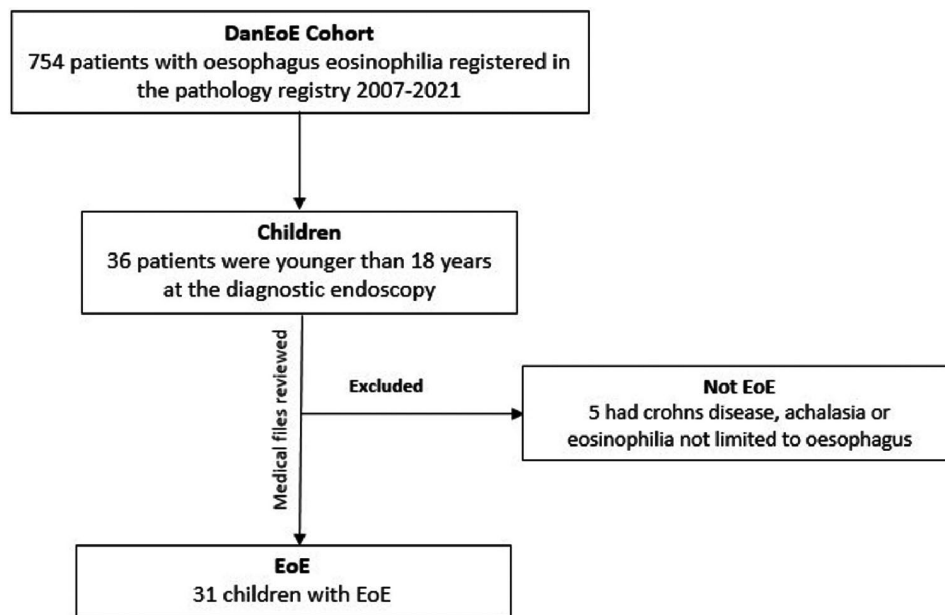 DanEoE Cohort
754 patients with oesophagus eosinophilia registered in
the pathology registry 2007-2021
Children
36 patients were younger than 18 years
at the diagnostic endoscopy
Medical files reviewed
Excluded
Not EoE
5 had crohns disease, achalasia or
eosinophilia not limited to oesophagus
EoE
31 children with EoE